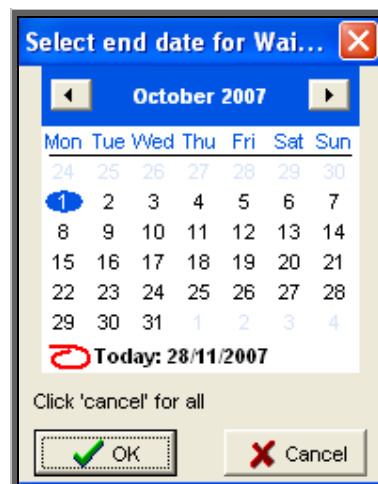 Select end date for Wai...
October 2007
Mon Tue Wed Thu Fri Sat Sun
24 25 26 27 28 29 30
1 2 3 4 5 6 7
8 9 10 11 12 13 14
15 16 17 18 19 20 21
22 23 24 25 26 27 28
29 30 31 1 2 3 4
Today: 28/11/2007
Click 'cancel' for all
OK Cancel